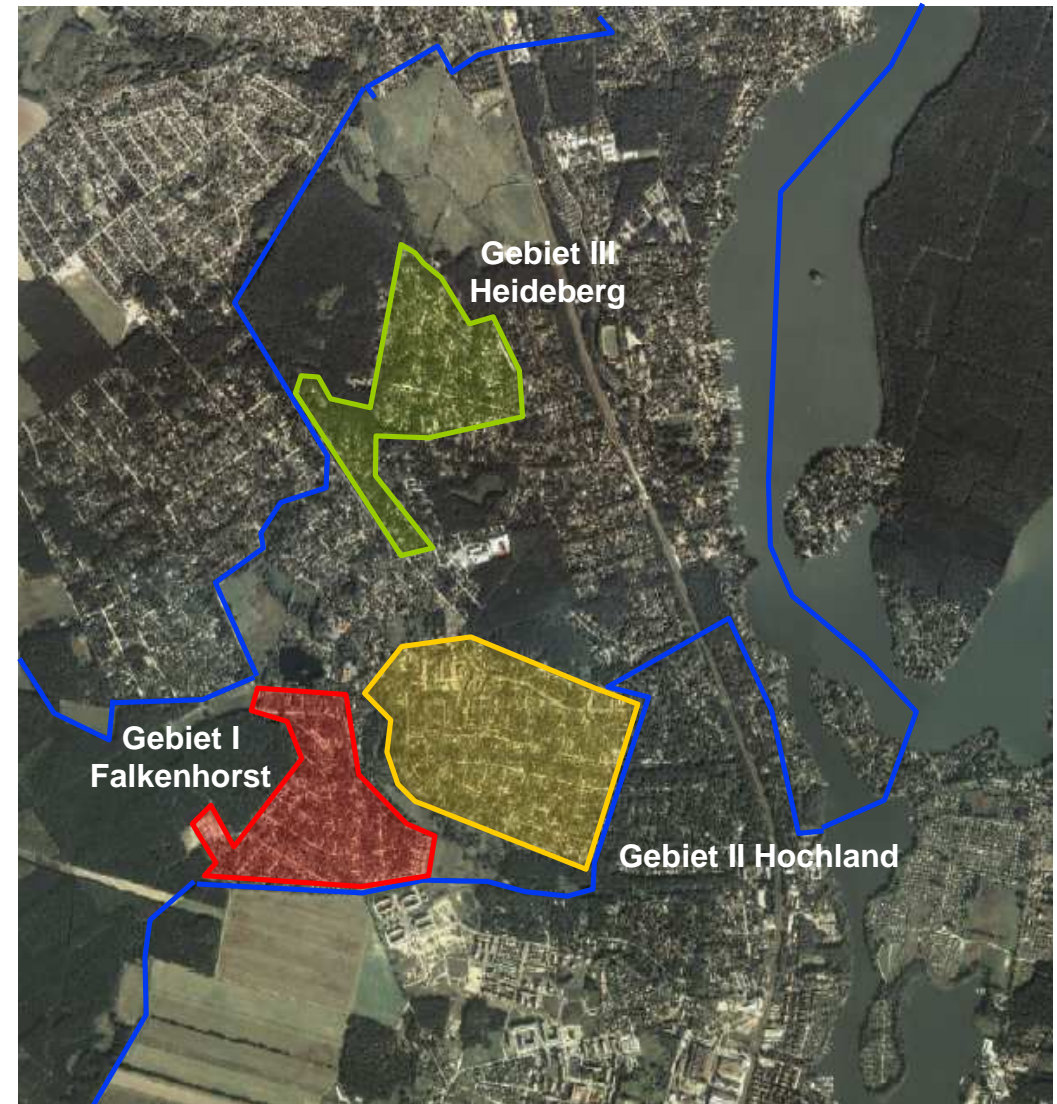 Gebiet III
Heideberg
Gebiet I
Falkenhorst
Gebiet II Hochland